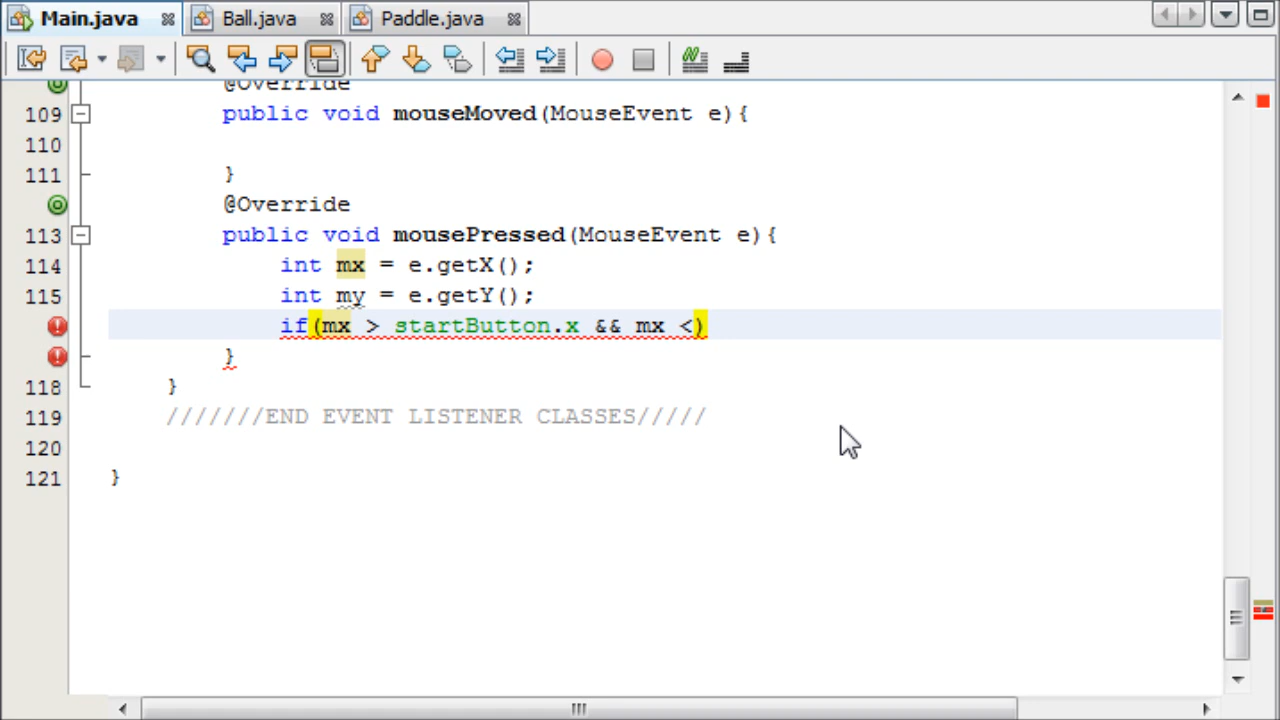 Main.java Ball.java Paddle.java
@Override
109 public void mouseMoved(MouseEvent e){
110
111 }
@Override
113 public void mousePressed(MouseEvent e){
114 int mx = e.getX();
115 int my = e.getY();
if(mx > startButton.x && mx <)
}
118 }
119 ///////END EVENT LISTENER CLASSES/////
120
121 }